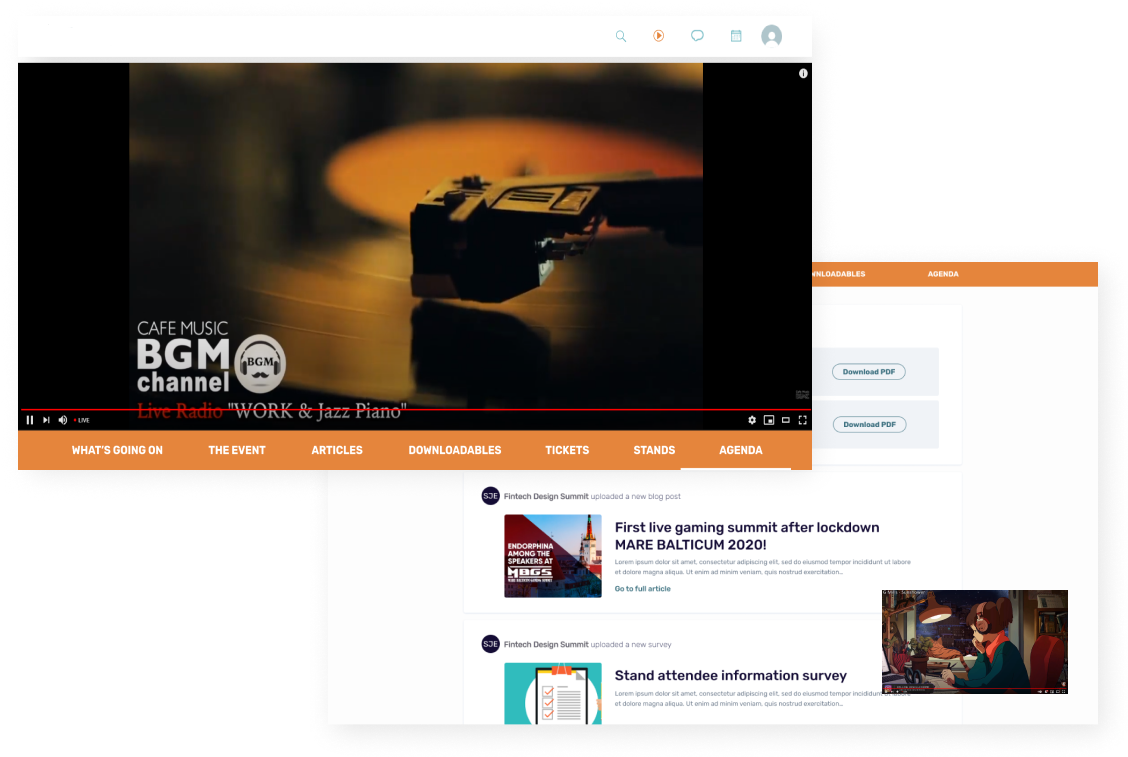 CAFE MUSIC
BGM
channel
BGM
Live Radio "WORK & Jazz Piano"
LIVE
WHAT'S GOING ON THE EVENT ARTICLES DOWNLOADABLES TICKETS STANDS AGENDA
WNLOADABLES AGENDA
Download PDF
Download PDF
SJE Fintech Design Summit uploaded a new blog post
ENDORPHINA
AMONG THE
SPEAKERS AT
MBGS
First live gaming summit after lockdown
MARE BALTICUM 2020!
Lorem ipsum dolor sit amet, consectetur adipiscing elit, sed do eiusmod tempor incididunt ut labore
et dolore magna aliqua. Ut enim ad minim veniam, quis nostrud exercitation...
Go to full article
SJE Fintech Design Summit uploaded a new survey
Stand attendee information survey
Lorem ipsum dolor sit amet, consectetur adipiscing elit, sed do eiusmod tempor incididunt ut labore
et dolore magna aliqua. Ut enim ad minim veniam, quis nostrud exercitation...